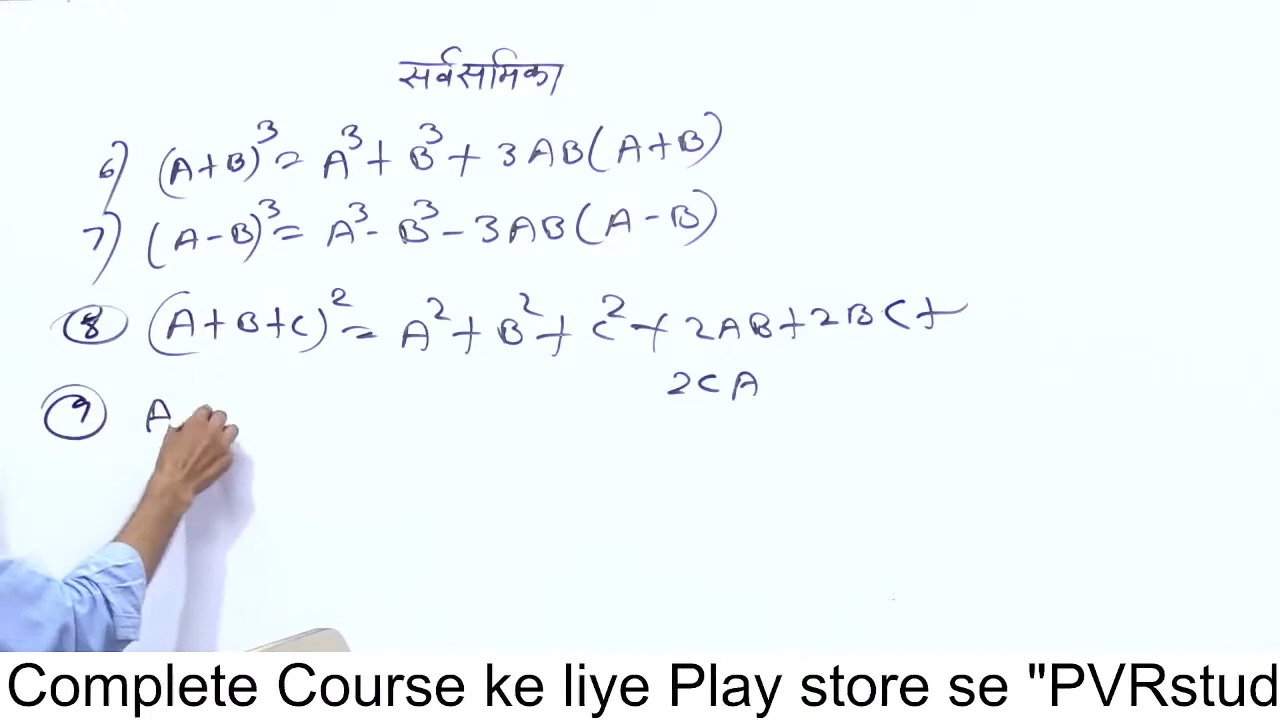 सर्वसमिका
6) (A+B)³ = A³ + B³ + 3AB(A+B)
7) (A-B)³ = A³ - B³ - 3AB(A-B)
8 (A+B+C)² = A² + B² + C² + 2AB + 2BC +
2CA
9 A
Complete Course ke liye Play store se "PVRstud